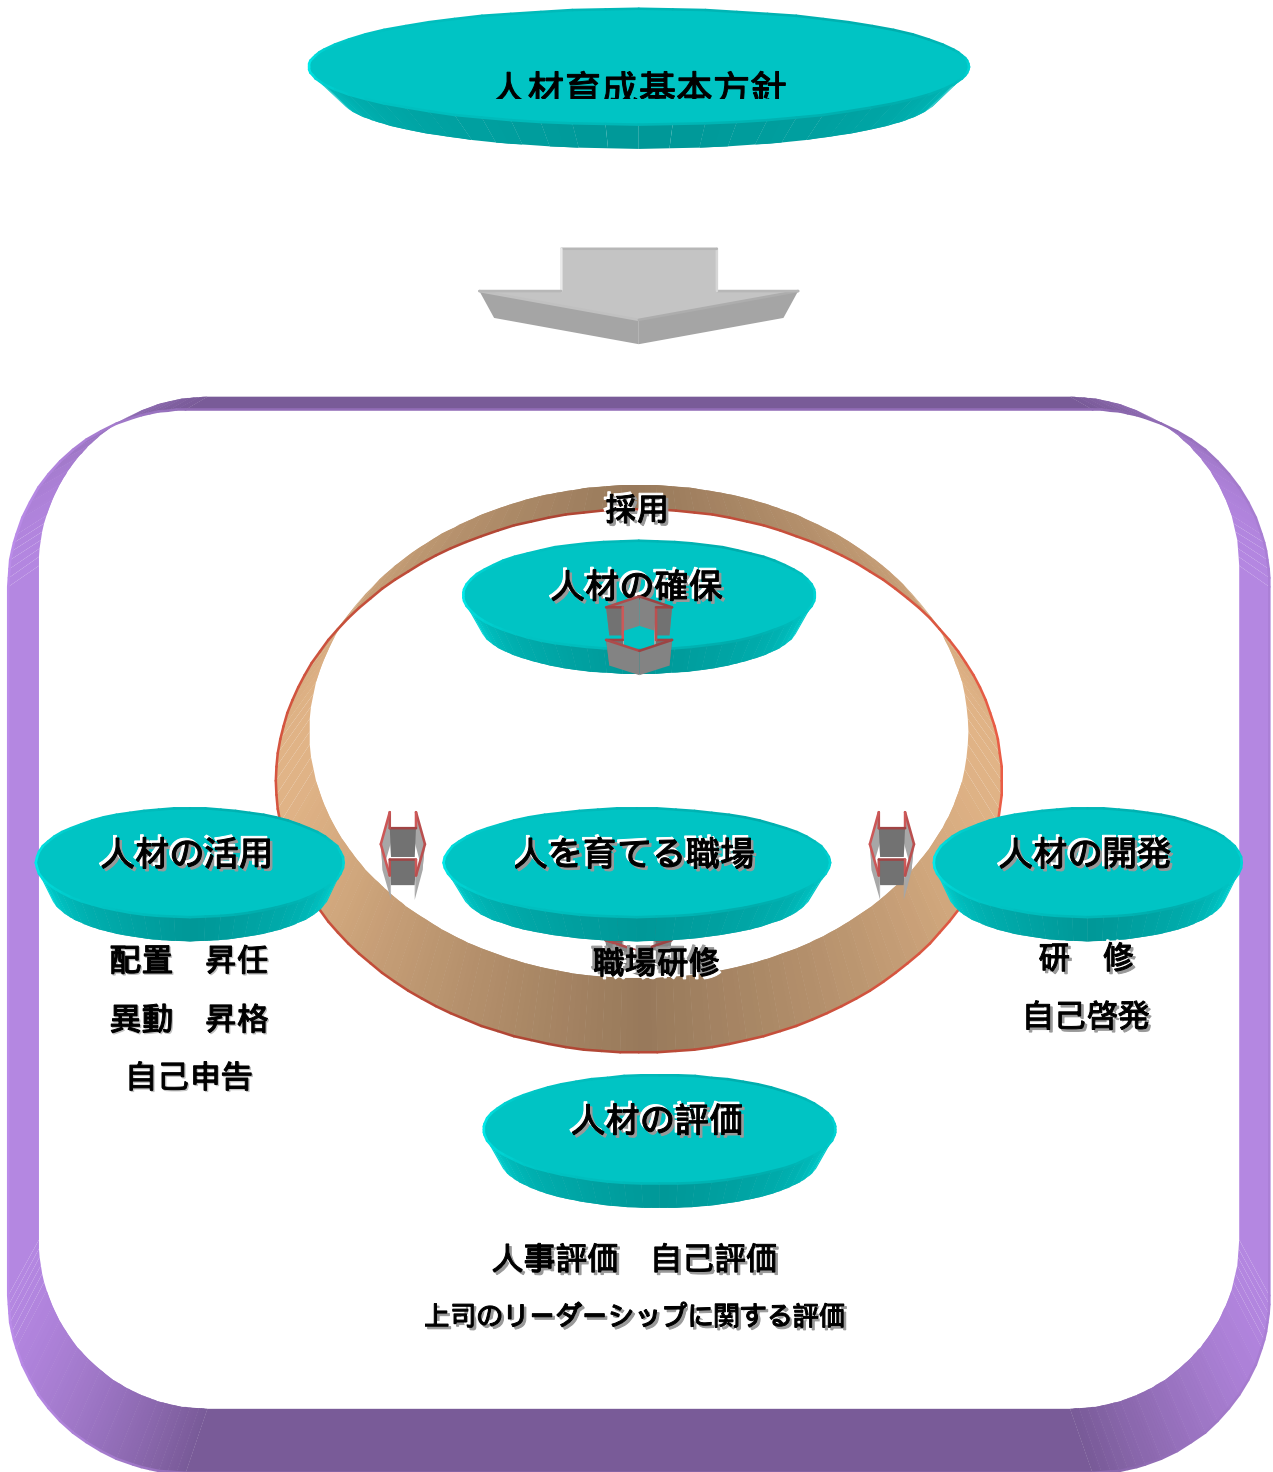 人材育成基本方針
採用
人材の確保
人材の活用
人を育てる職場
人材の開発
配置　昇任
異動　昇格
自己申告
職場研修
研　修
自己啓発
人材の評価
人事評価　自己評価
上司のリーダーシップに関する評価